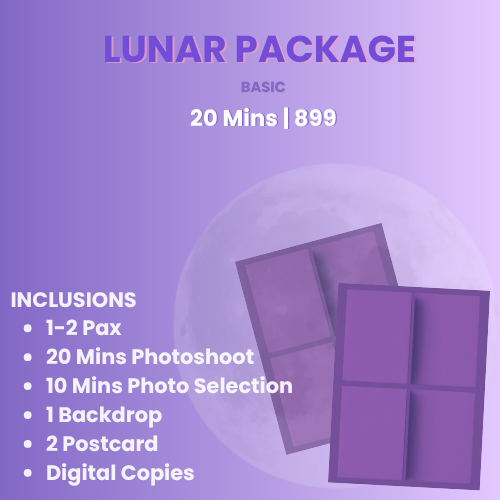 LUNAR PACKAGE
BASIC
20 Mins | 899
INCLUSIONS
• 1-2 Pax
• 20 Mins Photoshoot
• 10 Mins Photo Selection
• 1 Backdrop
• 2 Postcard
• Digital Copies